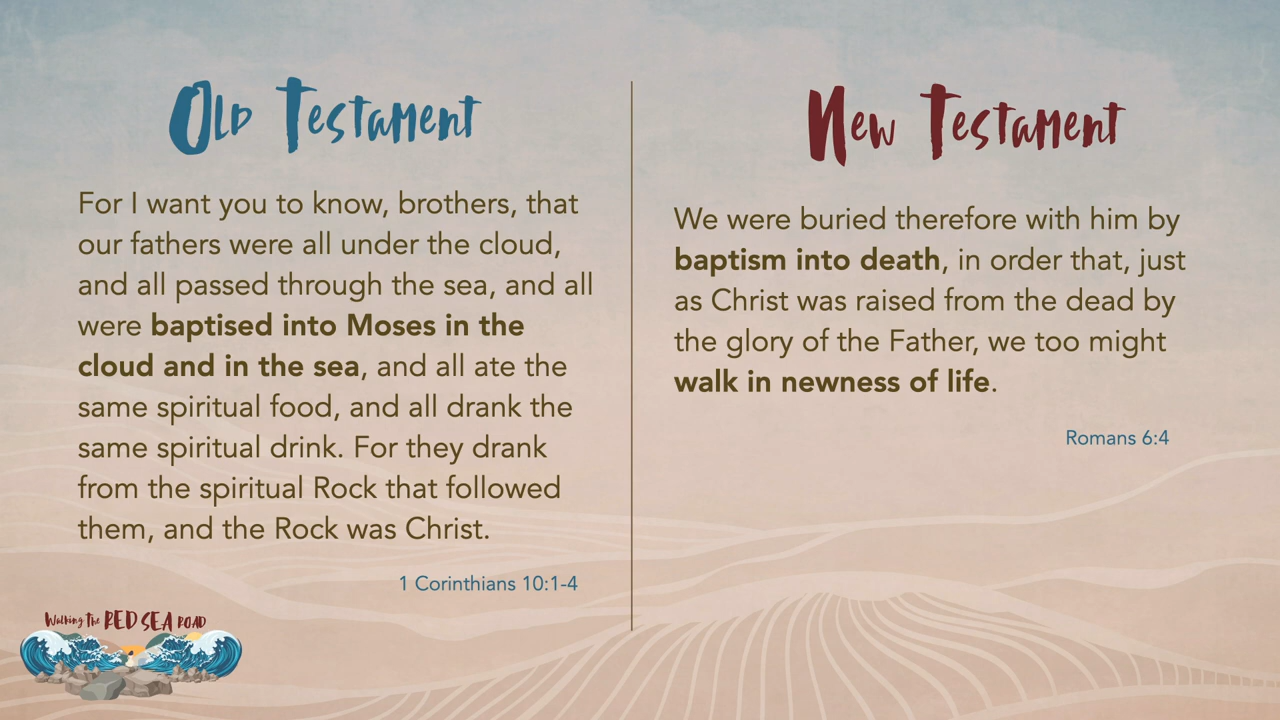 Old Testament
For I want you to know, brothers, that
our fathers were all under the cloud,
and all passed through the sea, and all
were baptised into Moses in the
cloud and in the sea, and all ate the
same spiritual food, and all drank the
same spiritual drink. For they drank
from the spiritual Rock that followed
them, and the Rock was Christ.
1 Corinthians 10:1-4
New Testament
We were buried therefore with him by
baptism into death, in order that, just
as Christ was raised from the dead by
the glory of the Father, we too might
walk in newness of life.
Romans 6:4
Walking the RED SEA ROAD